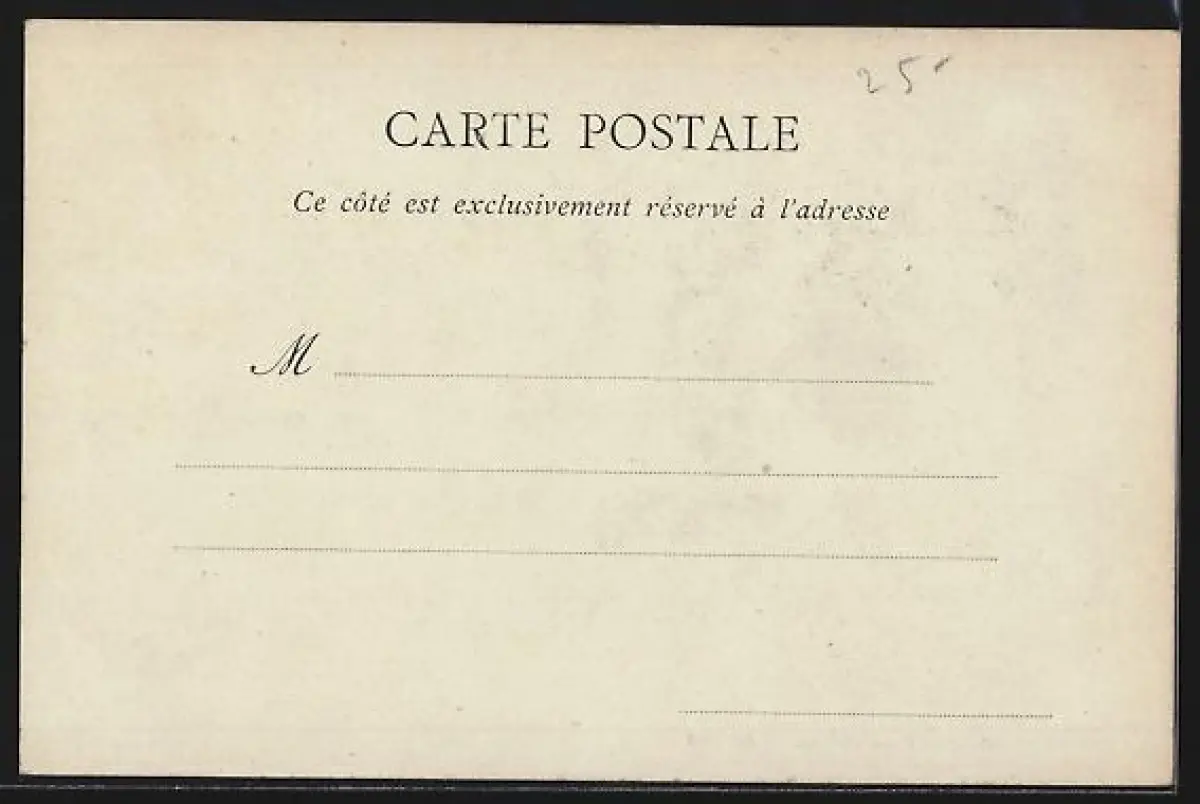 25
CARTE POSTALE
Ce côté est exclusivement réservé à l'adresse
M